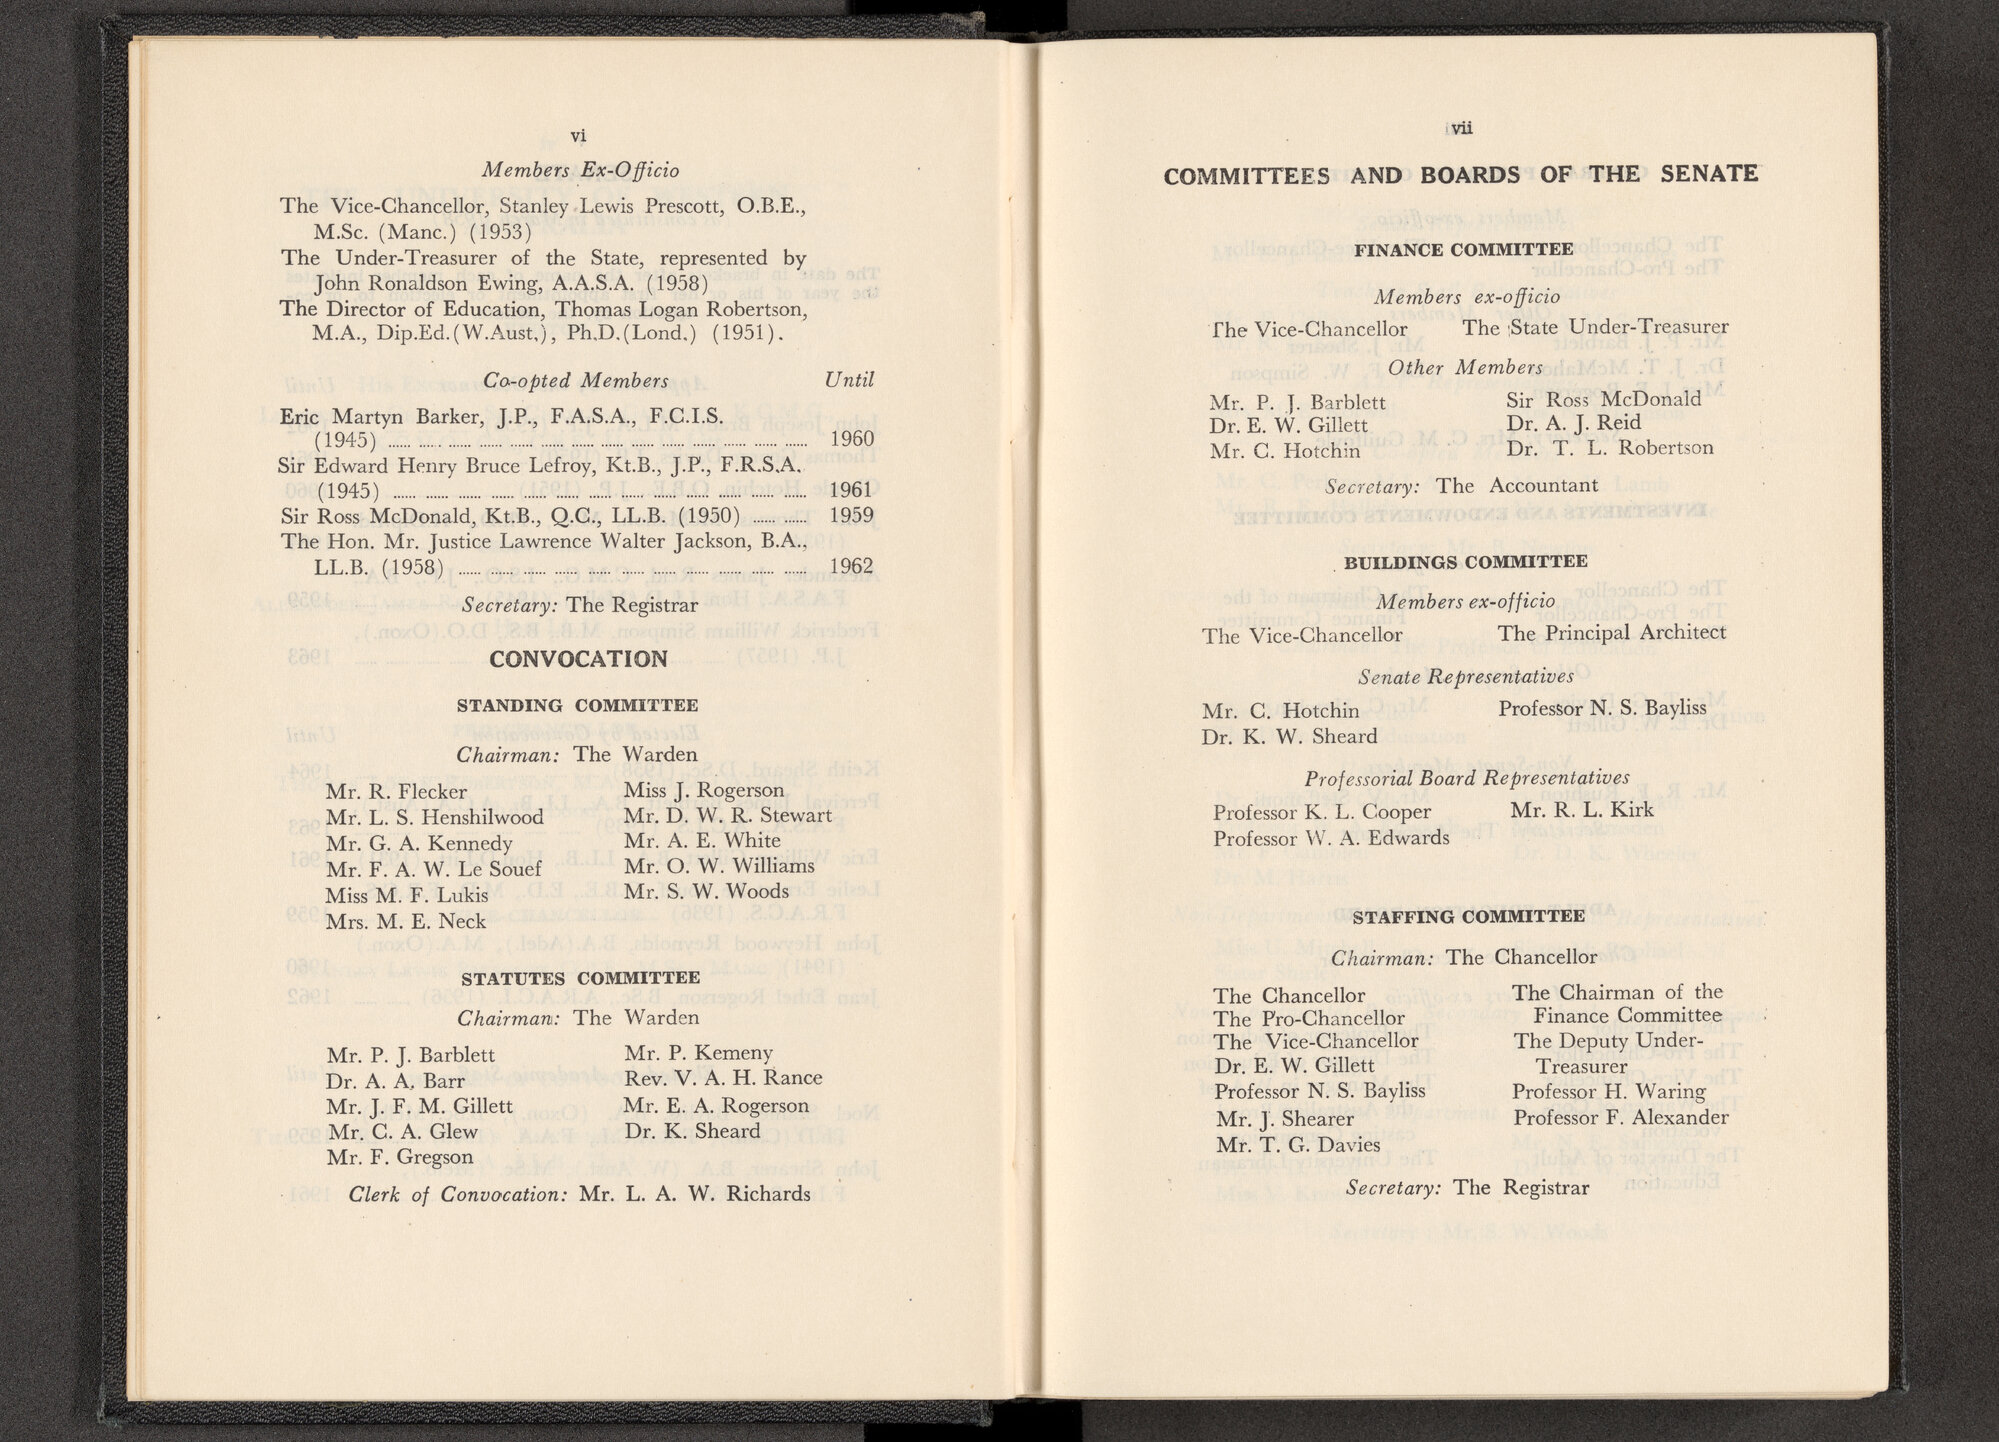 vi
Members Ex-Officio
The Vice-Chancellor, Stanley Lewis Prescott, O.B.E.,
M.Sc. (Manc.) (1953)
The Under-Treasurer of the State, represented by
John Ronaldson Ewing, A.A.S.A. (1958)
The Director of Education, Thomas Logan Robertson,
M.A., Dip.Ed.(W.Aust.), Ph.D.(Lond.) (1951).
Co-opted Members Until
Eric Martyn Barker, J.P., F.A.S.A., F.C.I.S.
(1945) ...... ...... ...... ...... ...... ...... ...... ...... ...... ...... ...... ...... ...... ...... 1960
Sir Edward Henry Bruce Lefroy, Kt.B., J.P., F.R.S.A.
(1945) ...... ...... ...... ...... ...... ...... ...... ...... ...... ...... ...... ...... ...... 1961
Sir Ross McDonald, Kt.B., Q.C., LL.B. (1950) ...... ...... 1959
The Hon. Mr. Justice Lawrence Walter Jackson, B.A.,
LL.B. (1958) ...... ...... ...... ...... ...... ...... ...... ...... ...... ...... ...... 1962
Secretary: The Registrar
CONVOCATION
STANDING COMMITTEE
Chairman: The Warden
Mr. R. Flecker
Mr. L. S. Henshilwood
Mr. G. A. Kennedy
Mr. F. A. W. Le Souef
Miss M. F. Lukis
Mrs. M. E. Neck
Miss J. Rogerson
Mr. D. W. R. Stewart
Mr. A. E. White
Mr. O. W. Williams
Mr. S. W. Woods
STATUTES COMMITTEE
Chairman: The Warden
Mr. P. J. Barblett
Dr. A. A. Barr
Mr. J. F. M. Gillett
Mr. C. A. Glew
Mr. F. Gregson
Mr. P. Kemeny
Rev. V. A. H. Rance
Mr. E. A. Rogerson
Dr. K. Sheard
Clerk of Convocation: Mr. L. A. W. Richards
vii
COMMITTEES AND BOARDS OF THE SENATE
FINANCE COMMITTEE
Members ex-officio
The Vice-Chancellor The State Under-Treasurer
Other Members
Mr. P. J. Barblett
Dr. E. W. Gillett
Mr. C. Hotchin
Sir Ross McDonald
Dr. A. J. Reid
Dr. T. L. Robertson
Secretary: The Accountant
BUILDINGS COMMITTEE
Members ex-officio
The Vice-Chancellor The Principal Architect
Senate Representatives
Mr. C. Hotchin
Dr. K. W. Sheard
Professor N. S. Bayliss
Professorial Board Representatives
Professor K. L. Cooper
Professor W. A. Edwards
Mr. R. L. Kirk
STAFFING COMMITTEE
Chairman: The Chancellor
The Chancellor
The Pro-Chancellor
The Vice-Chancellor
Dr. E. W. Gillett
Professor N. S. Bayliss
Mr. J. Shearer
Mr. T. G. Davies
The Chairman of the
Finance Committee
The Deputy Under-
Treasurer
Professor H. Waring
Professor F. Alexander
Secretary: The Registrar